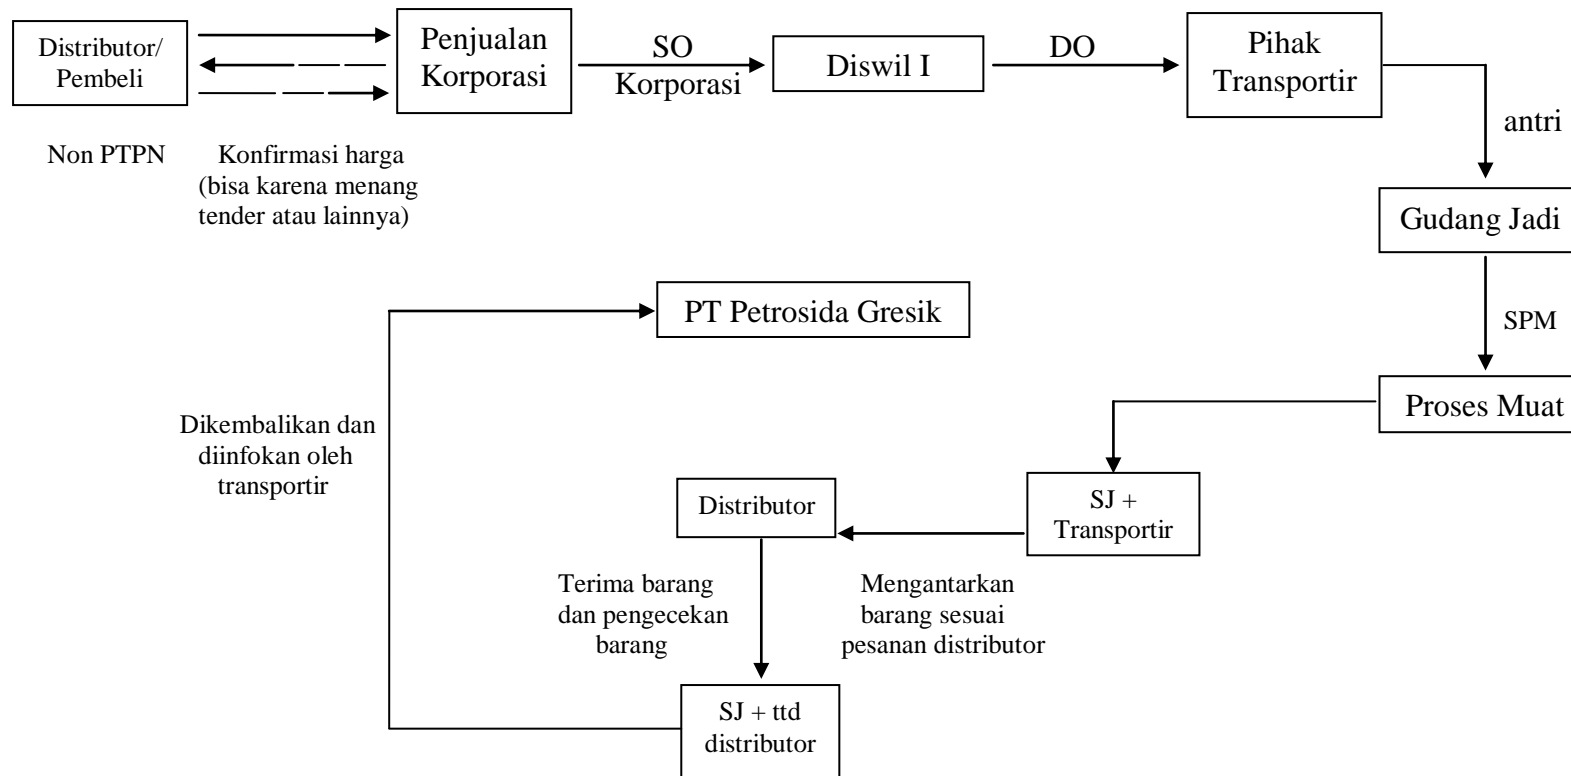 Distributor/
Pembeli
Penjualan
Korporasi
SO
Korporasi
Diswil I
DO
Pihak
Transportir
antri
Non PTPN
Konfirmasi harga
(bisa karena menang
tender atau lainnya)
Gudang Jadi
SPM
PT Petrosida Gresik
Proses Muat
Dikembalikan dan
diinfokan oleh
transportir
SJ +
Transportir
Distributor
Mengantarkan
barang sesuai
pesanan distributor
Terima barang
dan pengecekan
barang
SJ + ttd
distributor